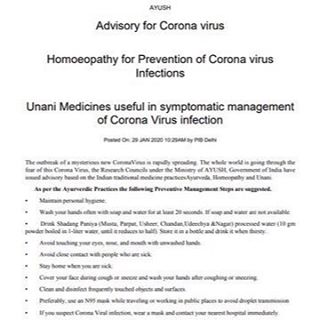 AYUSH
Advisory for Corona virus
Homoeopathy for Prevention of Corona virus
Infections
Unani Medicines useful in symptomatic management
of Corona Virus infection
Posted On: 29 JAN 2020 10:29AM by PIB Delhi
The outbreak of a mysterious new CoronaVirus is rapidly spreading. The whole world is going through the
fear of this Corona Virus, the Research Councils under the Ministry of AYUSH, Government of India have
issued advisory based on the Indian traditional medicine practices Ayurveda, Homeopathy and Unani.
As per the Ayurverdic Practices the following Preventive Management Steps are suggested.
• Maintain personal hygiene.
• Wash your hands often with soap and water for at least 20 seconds. If soap and water are not available
• Drink Shadang Paniya (Musta, Parpat, Usheer, Chandan, Udeechya &Nagar) processed water (10 gm
powder boiled in 1-liter water, until it reduces to half). Store it in a bottle and drink it when thirsty.
• Avoid touching your eyes, nose, and mouth with unwashed hands.
• Avoid close contact with people who are sick.
• Stay home when you are sick.
• Cover your face during cough or sneeze and wash your hands after coughing or sneezing.
• Clean and disinfect frequently touched objects and surfaces.
• Preferably, use an N95 mask while traveling or working in public places to avoid droplet transmission
• If you suspect Corona Viral infection, wear a mask and contact your nearest hospital immediately.